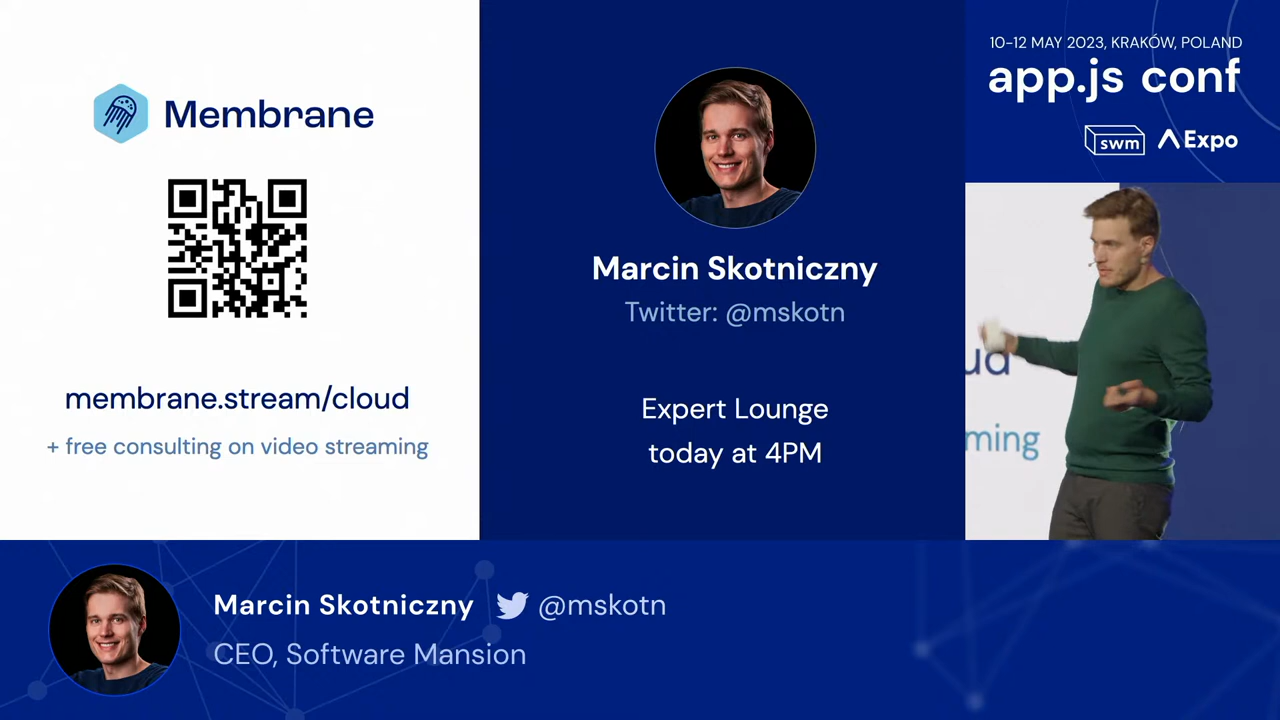 Membrane
membrane.stream/cloud
+ free consulting on video streaming
Marcin Skotniczny
Twitter: @mskotn
Expert Lounge
today at 4PM
10-12 MAY 2023, KRAKÓW, POLAND
app.js conf
swm Expo
ud
ming
Marcin Skotniczny @mskotn
CEO, Software Mansion